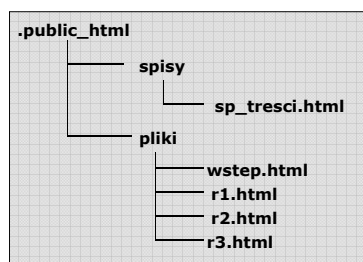 .public_html
spisy
sp_tresci.html
pliki
wstep.html
r1.html
r2.html
r3.html